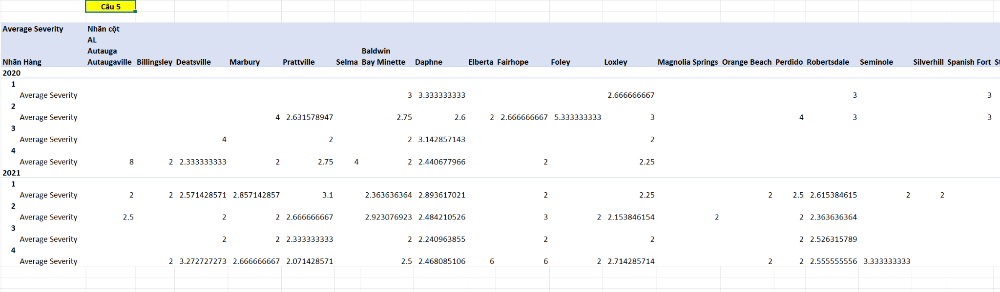 Câu 5
Average Severity Nhãn cột
AL
Autauga Baldwin
Nhãn Hàng Autaugaville Billingsley Deatsville Marbury Prattville Selma Bay Minette Daphne Elberta Fairhope Foley Loxley Magnolia Springs Orange Beach Perdido Robertsdale Seminole Silverhill Spanish Fort St
2020
1
Average Severity 3 3.333333333 2.666666667 3 3
2
Average Severity 4 2.631578947 2.75 2.6 2 2.666666667 5.333333333 3 4 3 3
3
Average Severity 4 2 2 3.142857143 2
4
Average Severity 8 2 2.333333333 2 2.75 4 2 2.440677966 2 2.25
2021
1
Average Severity 2 2 2.571428571 2.857142857 3.1 2.363636364 2.893617021 2 2.25 2 2.5 2.615384615 2 2
2
Average Severity 2.5 2 2 2.666666667 2.923076923 2.484210526 3 2 2.153846154 2 2 2.363636364
3
Average Severity 2 2 2.333333333 2 2.240963855 2 2 2 2.526315789
4
Average Severity 2 3.272727273 2.666666667 2.071428571 2.5 2.468085106 6 6 2 2.714285714 2 2 2.555555556 3.333333333